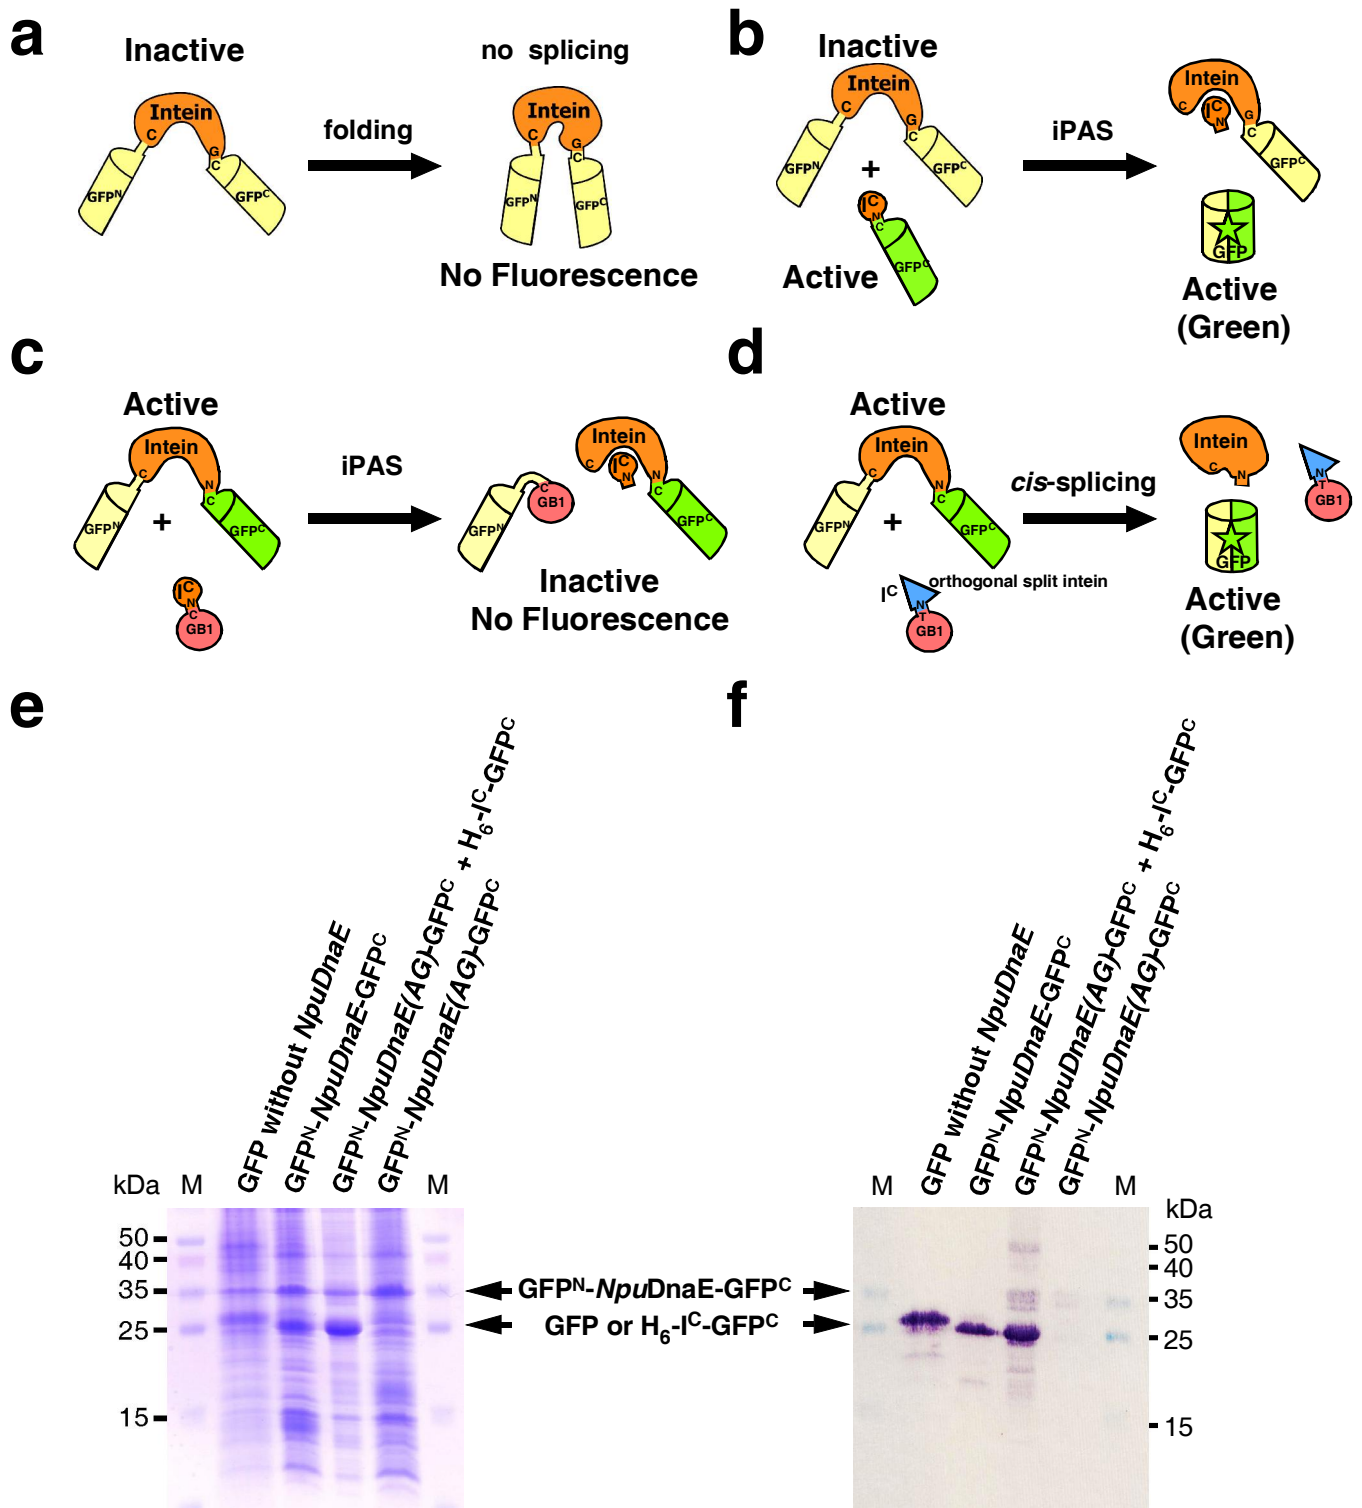 a
Inactive
Intein
C
G
C
GFPᴺ
GFPᶜ
folding
no splicing
Intein
C
G
C
GFPᴺ
GFPᶜ
No Fluorescence
b
Inactive
Intein
C
G
C
GFPᴺ
GFPᶜ
+
Iᶜ
N
C
GFPᶜ
Active
iPAS
Intein
C
Iᶜ
N
G
C
GFPᶜ
GFP
Active
(Green)
c
Active
Intein
C
N
C
GFPᴺ
GFPᶜ
+
Iᶜ
N
C
GB1
iPAS
GFPᴺ
C
GB1
Intein
C
Iᶜ
N
N
C
GFPᶜ
Inactive
No Fluorescence
d
Active
Intein
C
N
C
GFPᴺ
GFPᶜ
+
Iᶜ
orthogonal split intein
N
T
GB1
cis-splicing
Intein
C
N
N
T
GB1
GFP
Active
(Green)
e
kDa
M
GFP without NpuDnaE
GFPᴺ-NpuDnaE-GFPᶜ
GFPᴺ-NpuDnaE(AG)-GFPᶜ + H₆-Iᶜ-GFPᶜ
GFPᴺ-NpuDnaE(AG)-GFPᶜ
M
50
40
35
25
15
GFPᴺ-NpuDnaE-GFPᶜ
GFP or H₆-Iᶜ-GFPᶜ
f
M
GFP without NpuDnaE
GFPᴺ-NpuDnaE-GFPᶜ
GFPᴺ-NpuDnaE(AG)-GFPᶜ + H₆-Iᶜ-GFPᶜ
GFPᴺ-NpuDnaE(AG)-GFPᶜ
M
kDa
50
40
35
25
15